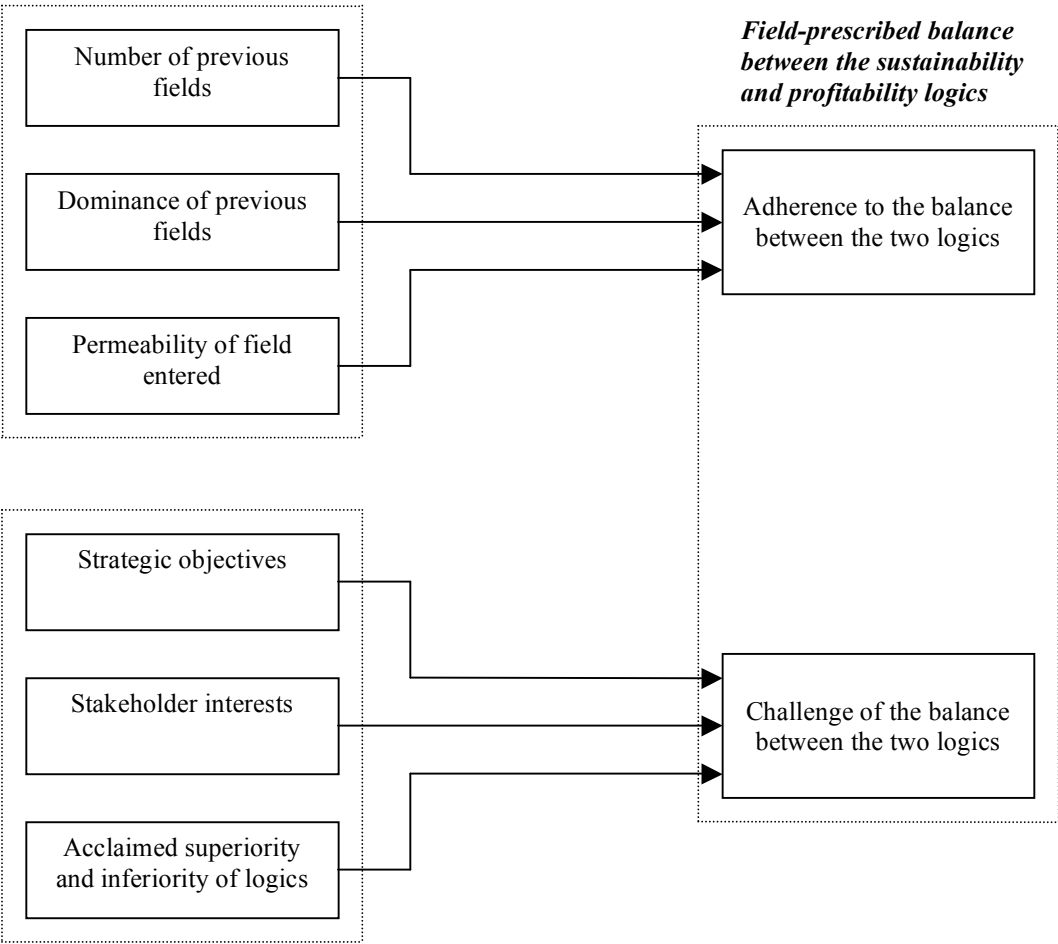 Number of previous
fields
Dominance of previous
fields
Permeability of field
entered
Strategic objectives
Stakeholder interests
Acclaimed superiority
and inferiority of logics
Field-prescribed balance
between the sustainability
and profitability logics
Adherence to the balance
between the two logics
Challenge of the balance
between the two logics